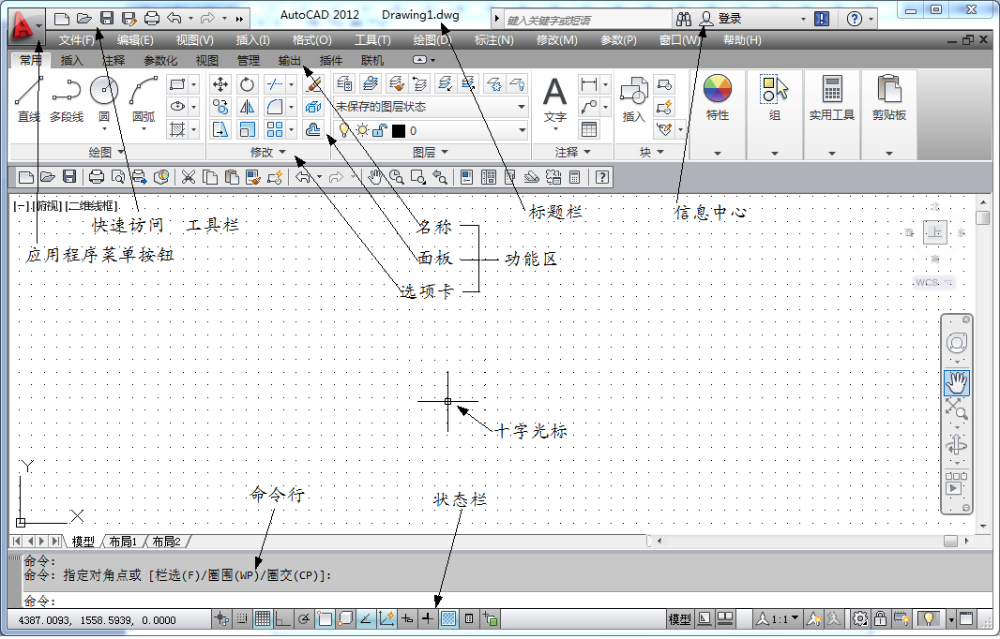 AutoCAD 2012 Drawing1.dwg
键入关键字或短语
登录
文件(F) 编辑(E) 视图(V) 插入(I) 格式(O) 工具(T) 绘图(D) 标注(N) 修改(M) 参数(P) 窗口(W) 帮助(H)
常用 插入 注释 参数化 视图 管理 输出 插件 联机
未保存的图层状态
0
直线 多段线 圆 圆弧 文字 插入 特性 组 实用工具 剪贴板
绘图 修改 图层 注释 块
[−][俯视][二维线框]
快速访问 工具栏
应用程序菜单按钮
名称
面板
选项卡
功能区
标题栏
信息中心
北
西 上 东
南
WCS
十字光标
Y
X
命令行
状态栏
模型 布局1 布局2
命令:
命令: 指定对角点或 [栏选(F)/圈围(WP)/圈交(CP)]:
命令:
4387.0093, 1558.5939, 0.0000
模型
1:1